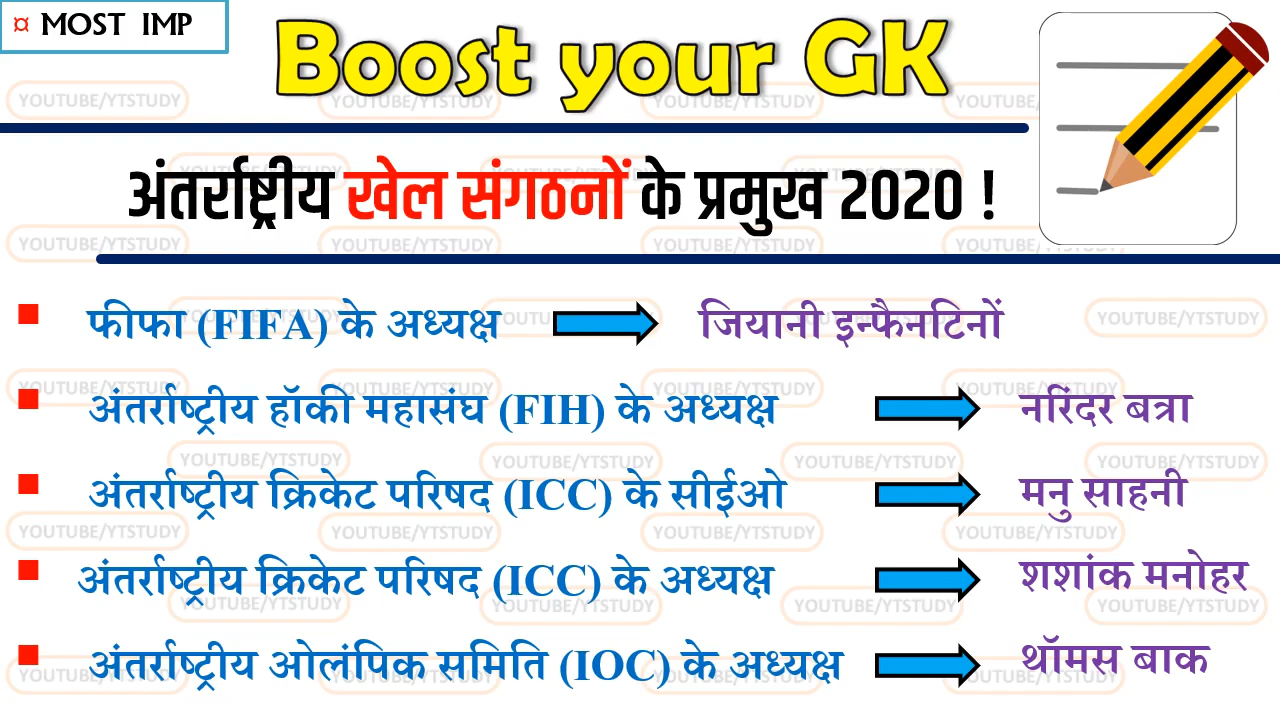 ¤ MOST IMP
Boost your GK
अंतर्राष्ट्रीय खेल संगठनों के प्रमुख 2020 !
फीफा (FIFA) के अध्यक्ष जियानी इन्फैनटिनों
अंतर्राष्ट्रीय हॉकी महासंघ (FIH) के अध्यक्ष नरिंदर बत्रा
अंतर्राष्ट्रीय क्रिकेट परिषद (ICC) के सीईओ मनु साहनी
अंतर्राष्ट्रीय क्रिकेट परिषद (ICC) के अध्यक्ष शशांक मनोहर
अंतर्राष्ट्रीय ओलंपिक समिति (IOC) के अध्यक्ष थॉमस बाक
YOUTUBE/YTSTUDY